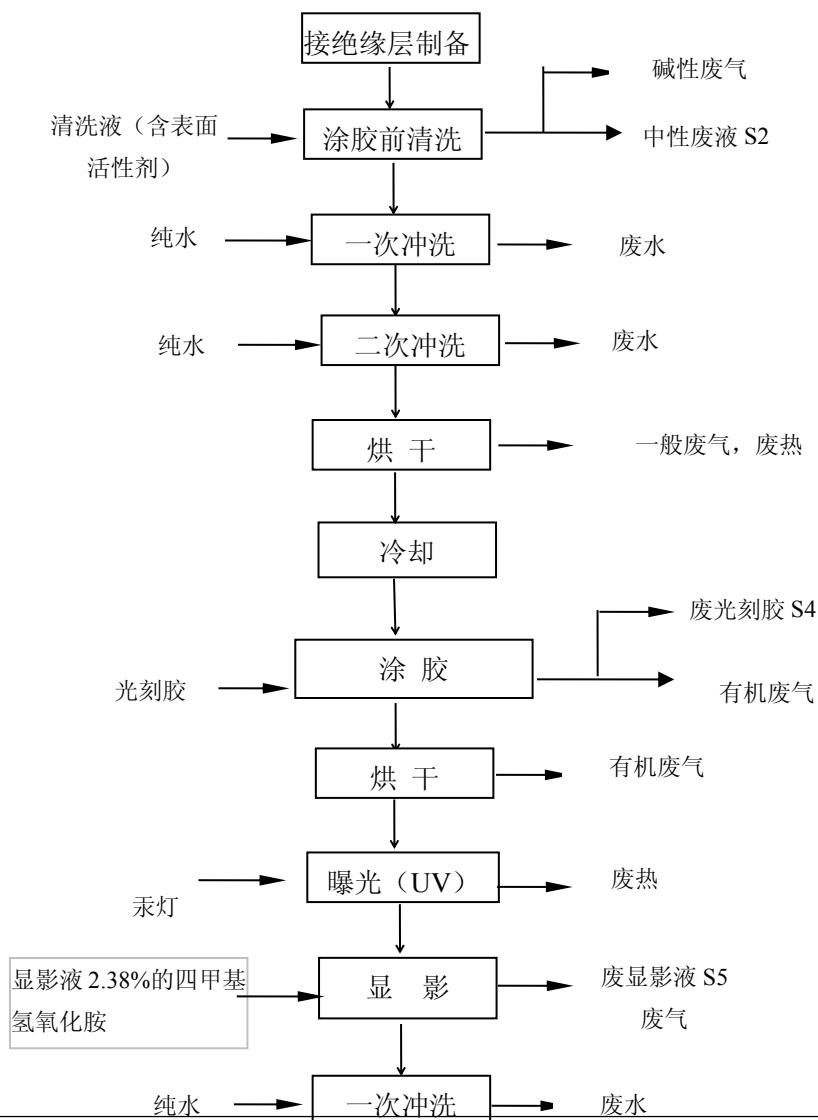 接绝缘层制备
碱性废气
清洗液（含表面
活性剂）
涂胶前清洗
中性废液 S2
纯水
一次冲洗
废水
纯水
二次冲洗
废水
烘 干
一般废气，废热
冷却
废光刻胶 S4
涂 胶
光刻胶
有机废气
烘 干
有机废气
曝光（UV）
废热
汞灯
显影液 2.38%的四甲基
氢氧化胺
显 影
废显影液 S5
废气
纯水
一次冲洗
废水